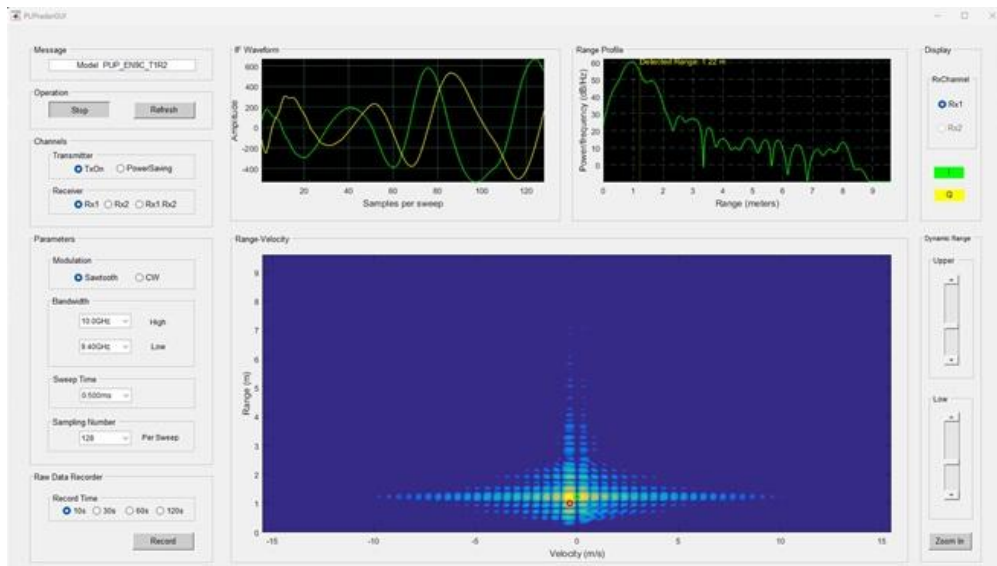 PUPradarGUI
Message
Model PUP_EN9C_T1R2
Operation
Stop
Refresh
Channels
Transmitter
TxOn
PowerSaving
Receiver
Rx1
Rx2
Rx1 Rx2
Parameters
Modulation
Sawtooth
CW
Bandwidth
10.0GHz
High
9.40GHz
Low
Sweep Time
0.500ms
Sampling Number
128
Per Sweep
Raw Data Recorder
Record Time
10s
30s
60s
120s
Record
IF Waveform
Amplitude
600
400
200
0
-200
-400
20 40 60 80 100 120
Samples per sweep
Range Profile
Detected Range: 1.22 m
Power/frequency (dB/Hz)
60
50
40
30
20
10
0
0 1 2 3 4 5 6 7 8 9
Range (meters)
Range-Velocity
Range (m)
9
8
7
6
5
4
3
2
1
0
-15 -10 -5 0 5 10 15
Velocity (m/s)
Display
RxChannel
Rx1
Rx2
I
Q
Dynamic Range
Upper
Low
Zoom In